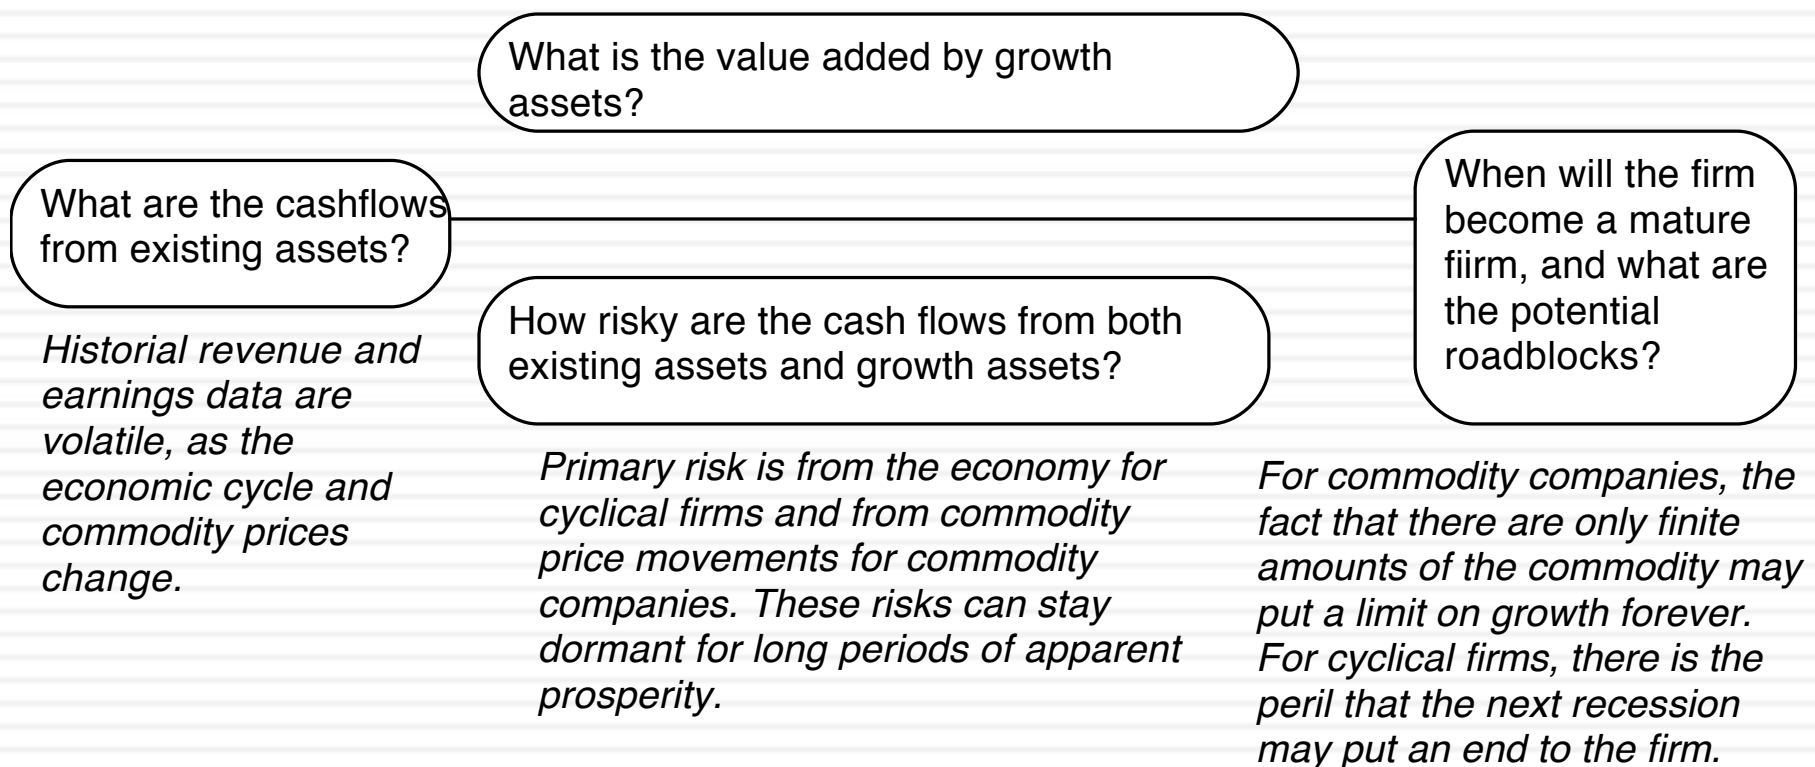 What is the value added by growth
assets?
What are the cashflows
from existing assets?
Historial revenue and
earnings data are
volatile, as the
economic cycle and
commodity prices
change.
How risky are the cash flows from both
existing assets and growth assets?
Primary risk is from the economy for
cyclical firms and from commodity
price movements for commodity
companies. These risks can stay
dormant for long periods of apparent
prosperity.
When will the firm
become a mature
fiirm, and what are
the potential
roadblocks?
For commodity companies, the
fact that there are only finite
amounts of the commodity may
put a limit on growth forever.
For cyclical firms, there is the
peril that the next recession
may put an end to the firm.